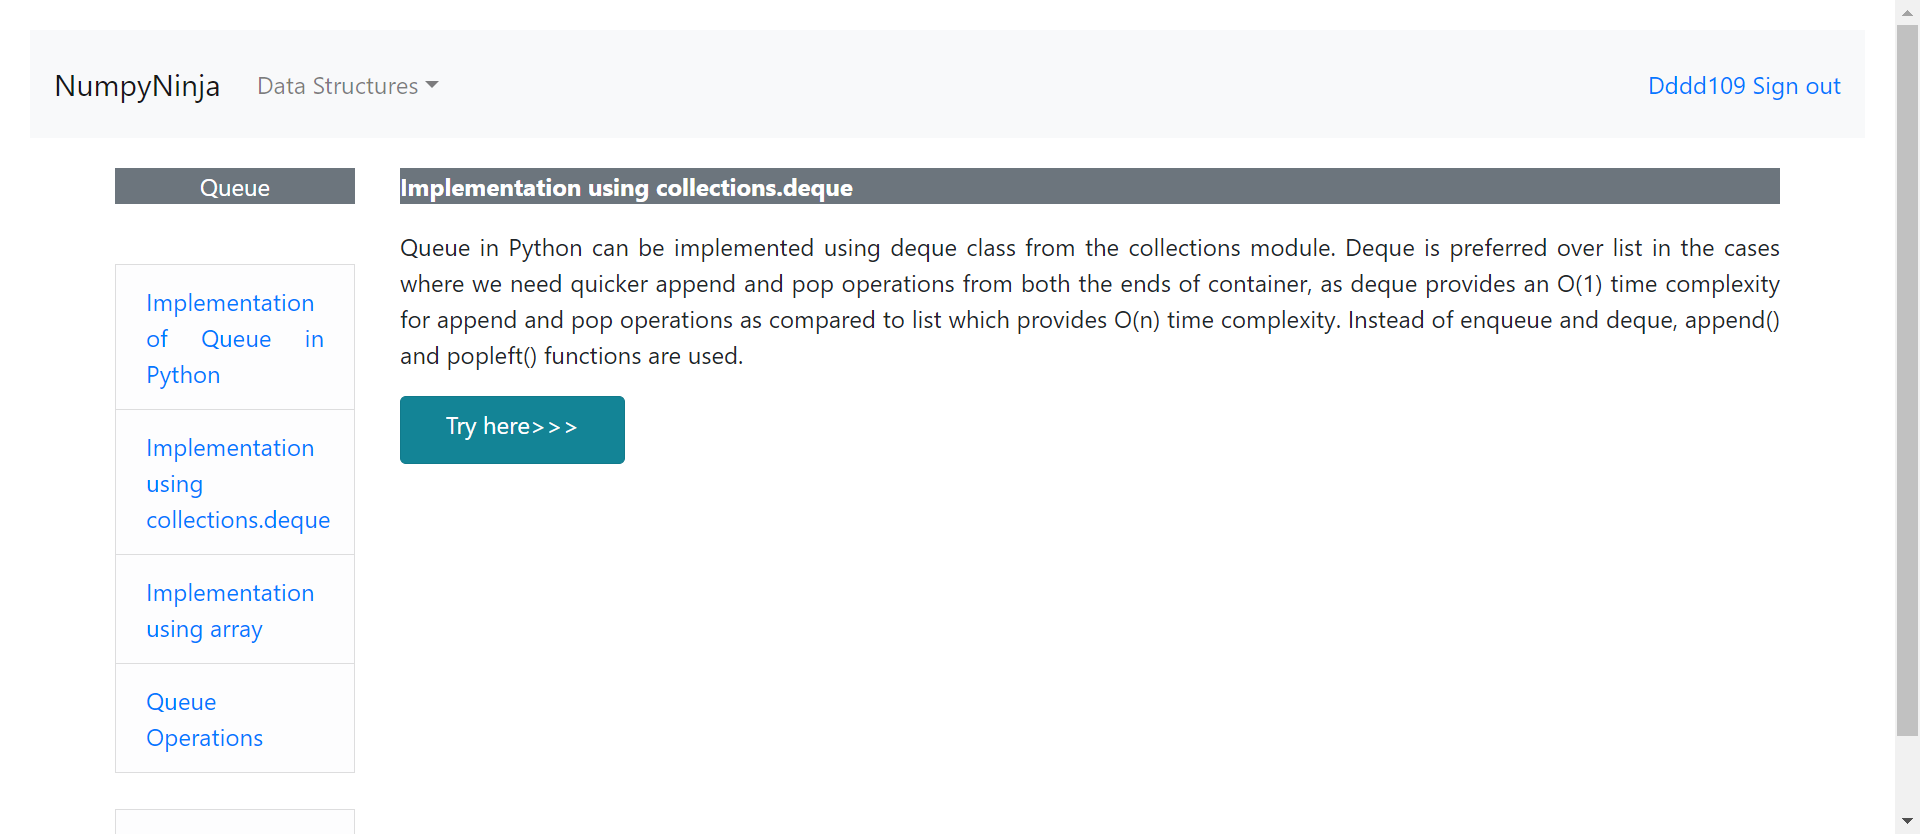 NumpyNinja Data Structures Dddd109 Sign out
Queue
Implementation
of Queue in
Python
Implementation
using
collections.deque
Implementation
using array
Queue
Operations
Implementation using collections.deque
Queue in Python can be implemented using deque class from the collections module. Deque is preferred over list in the cases
where we need quicker append and pop operations from both the ends of container, as deque provides an O(1) time complexity
for append and pop operations as compared to list which provides O(n) time complexity. Instead of enqueue and deque, append()
and popleft() functions are used.
Try here>>>